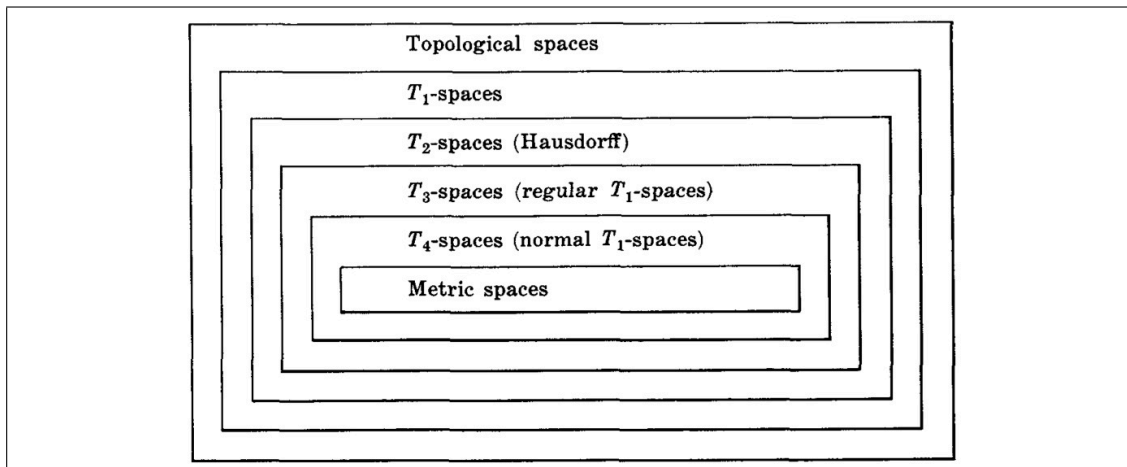 Topological spaces
T₁-spaces
T₂-spaces (Hausdorff)
T₃-spaces (regular T₁-spaces)
T₄-spaces (normal T₁-spaces)
Metric spaces